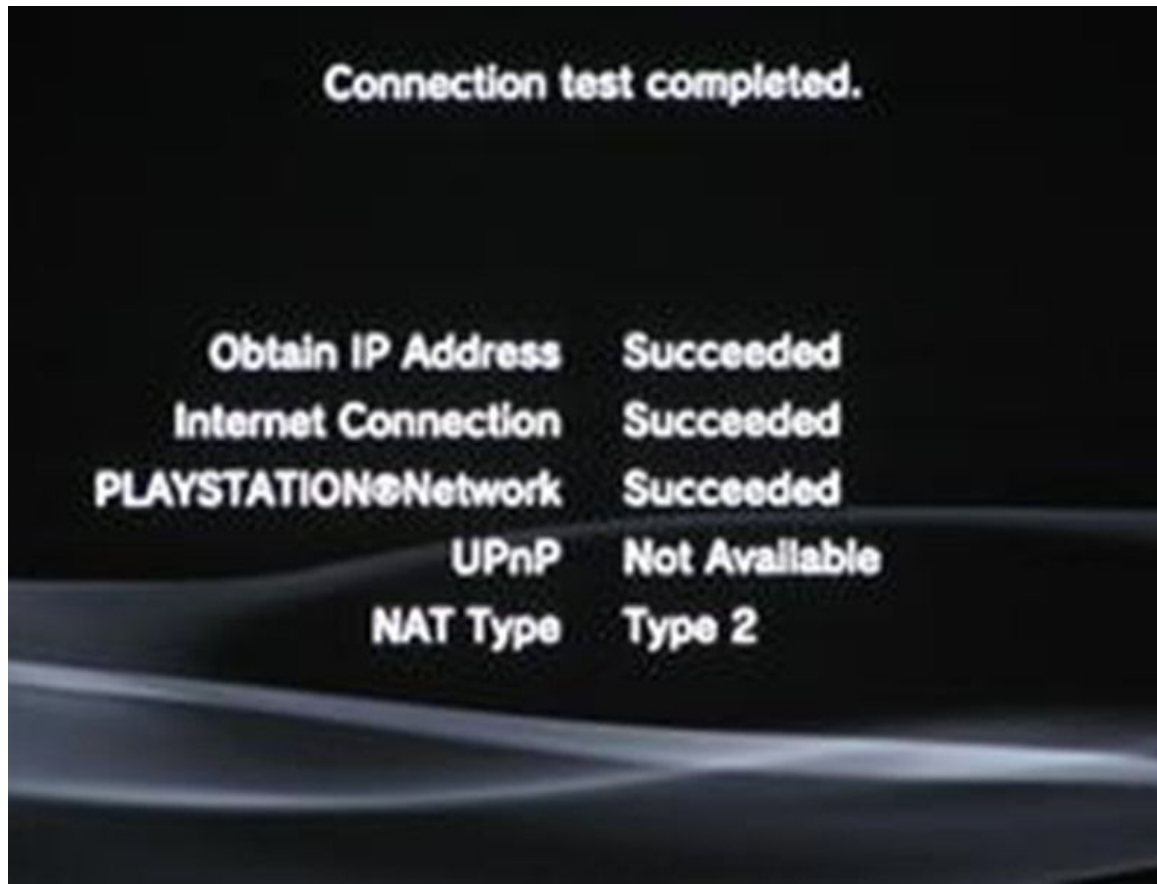 Connection test completed.
Obtain IP Address Succeeded
Internet Connection Succeeded
PLAYSTATION®Network Succeeded
UPnP Not Available
NAT Type Type 2